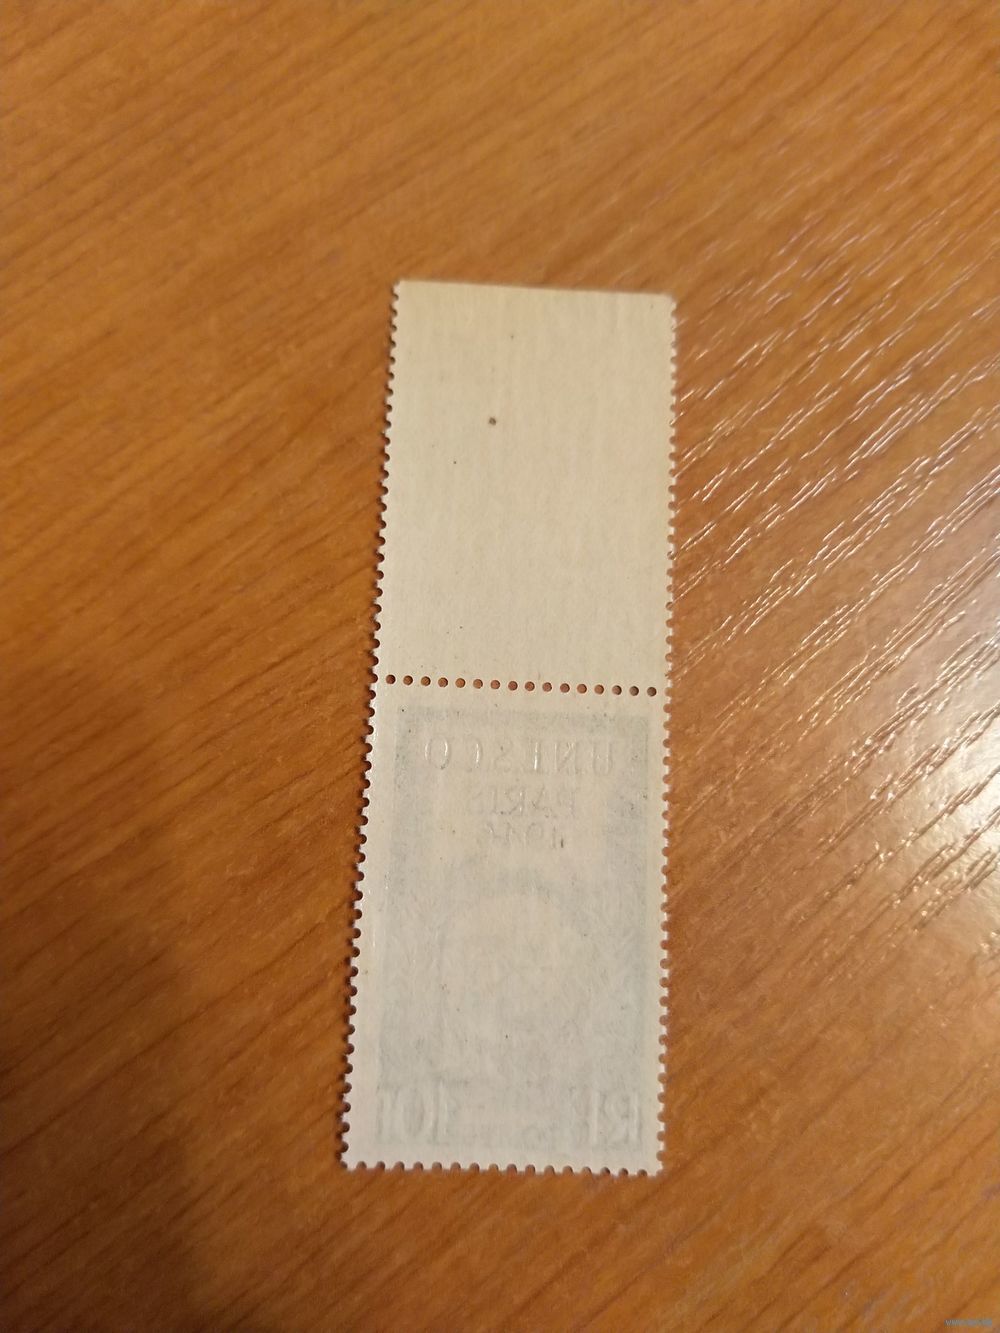 UNESCO
PARIS
1946
RF 10F